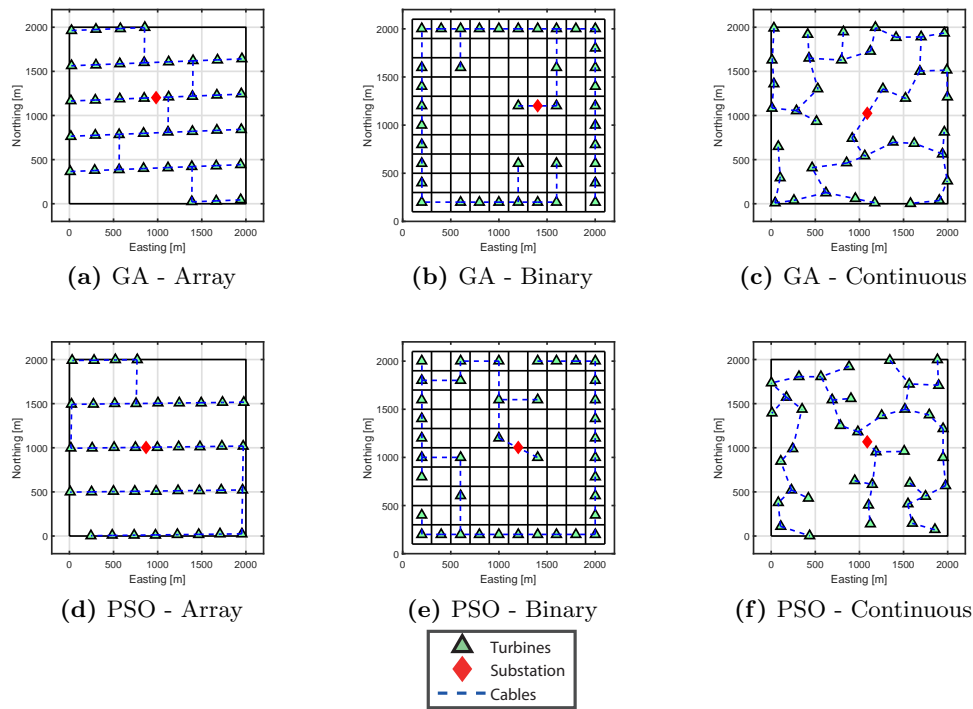 2000
1500
1000
500
0
Northing [m]
0 500 1000 1500 2000
Easting [m]
(a) GA - Array
2000
1500
1000
500
0
Northing [m]
0 500 1000 1500 2000
Easting [m]
(b) GA - Binary
2000
1500
1000
500
0
Northing [m]
0 500 1000 1500 2000
Easting [m]
(c) GA - Continuous
2000
1500
1000
500
0
Northing [m]
0 500 1000 1500 2000
Easting [m]
(d) PSO - Array
2000
1500
1000
500
0
Northing [m]
0 500 1000 1500 2000
Easting [m]
(e) PSO - Binary
2000
1500
1000
500
0
Northing [m]
0 500 1000 1500 2000
Easting [m]
(f) PSO - Continuous
Turbines
Substation
Cables